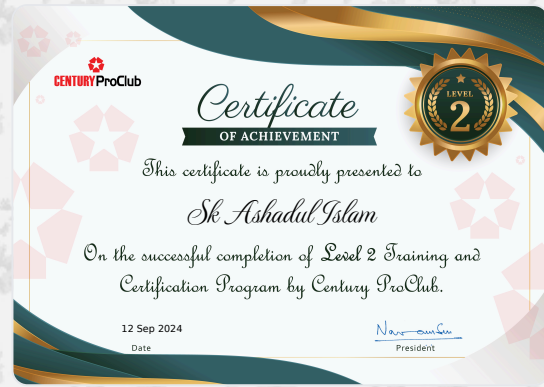 CENTURY ProClub
Certificate
OF ACHIEVEMENT
LEVEL
2
This certificate is proudly presented to
Sk Ashadul Islam
On the successful completion of Level 2 Training and
Certification Program by Century ProClub.
12 Sep 2024
Date
President